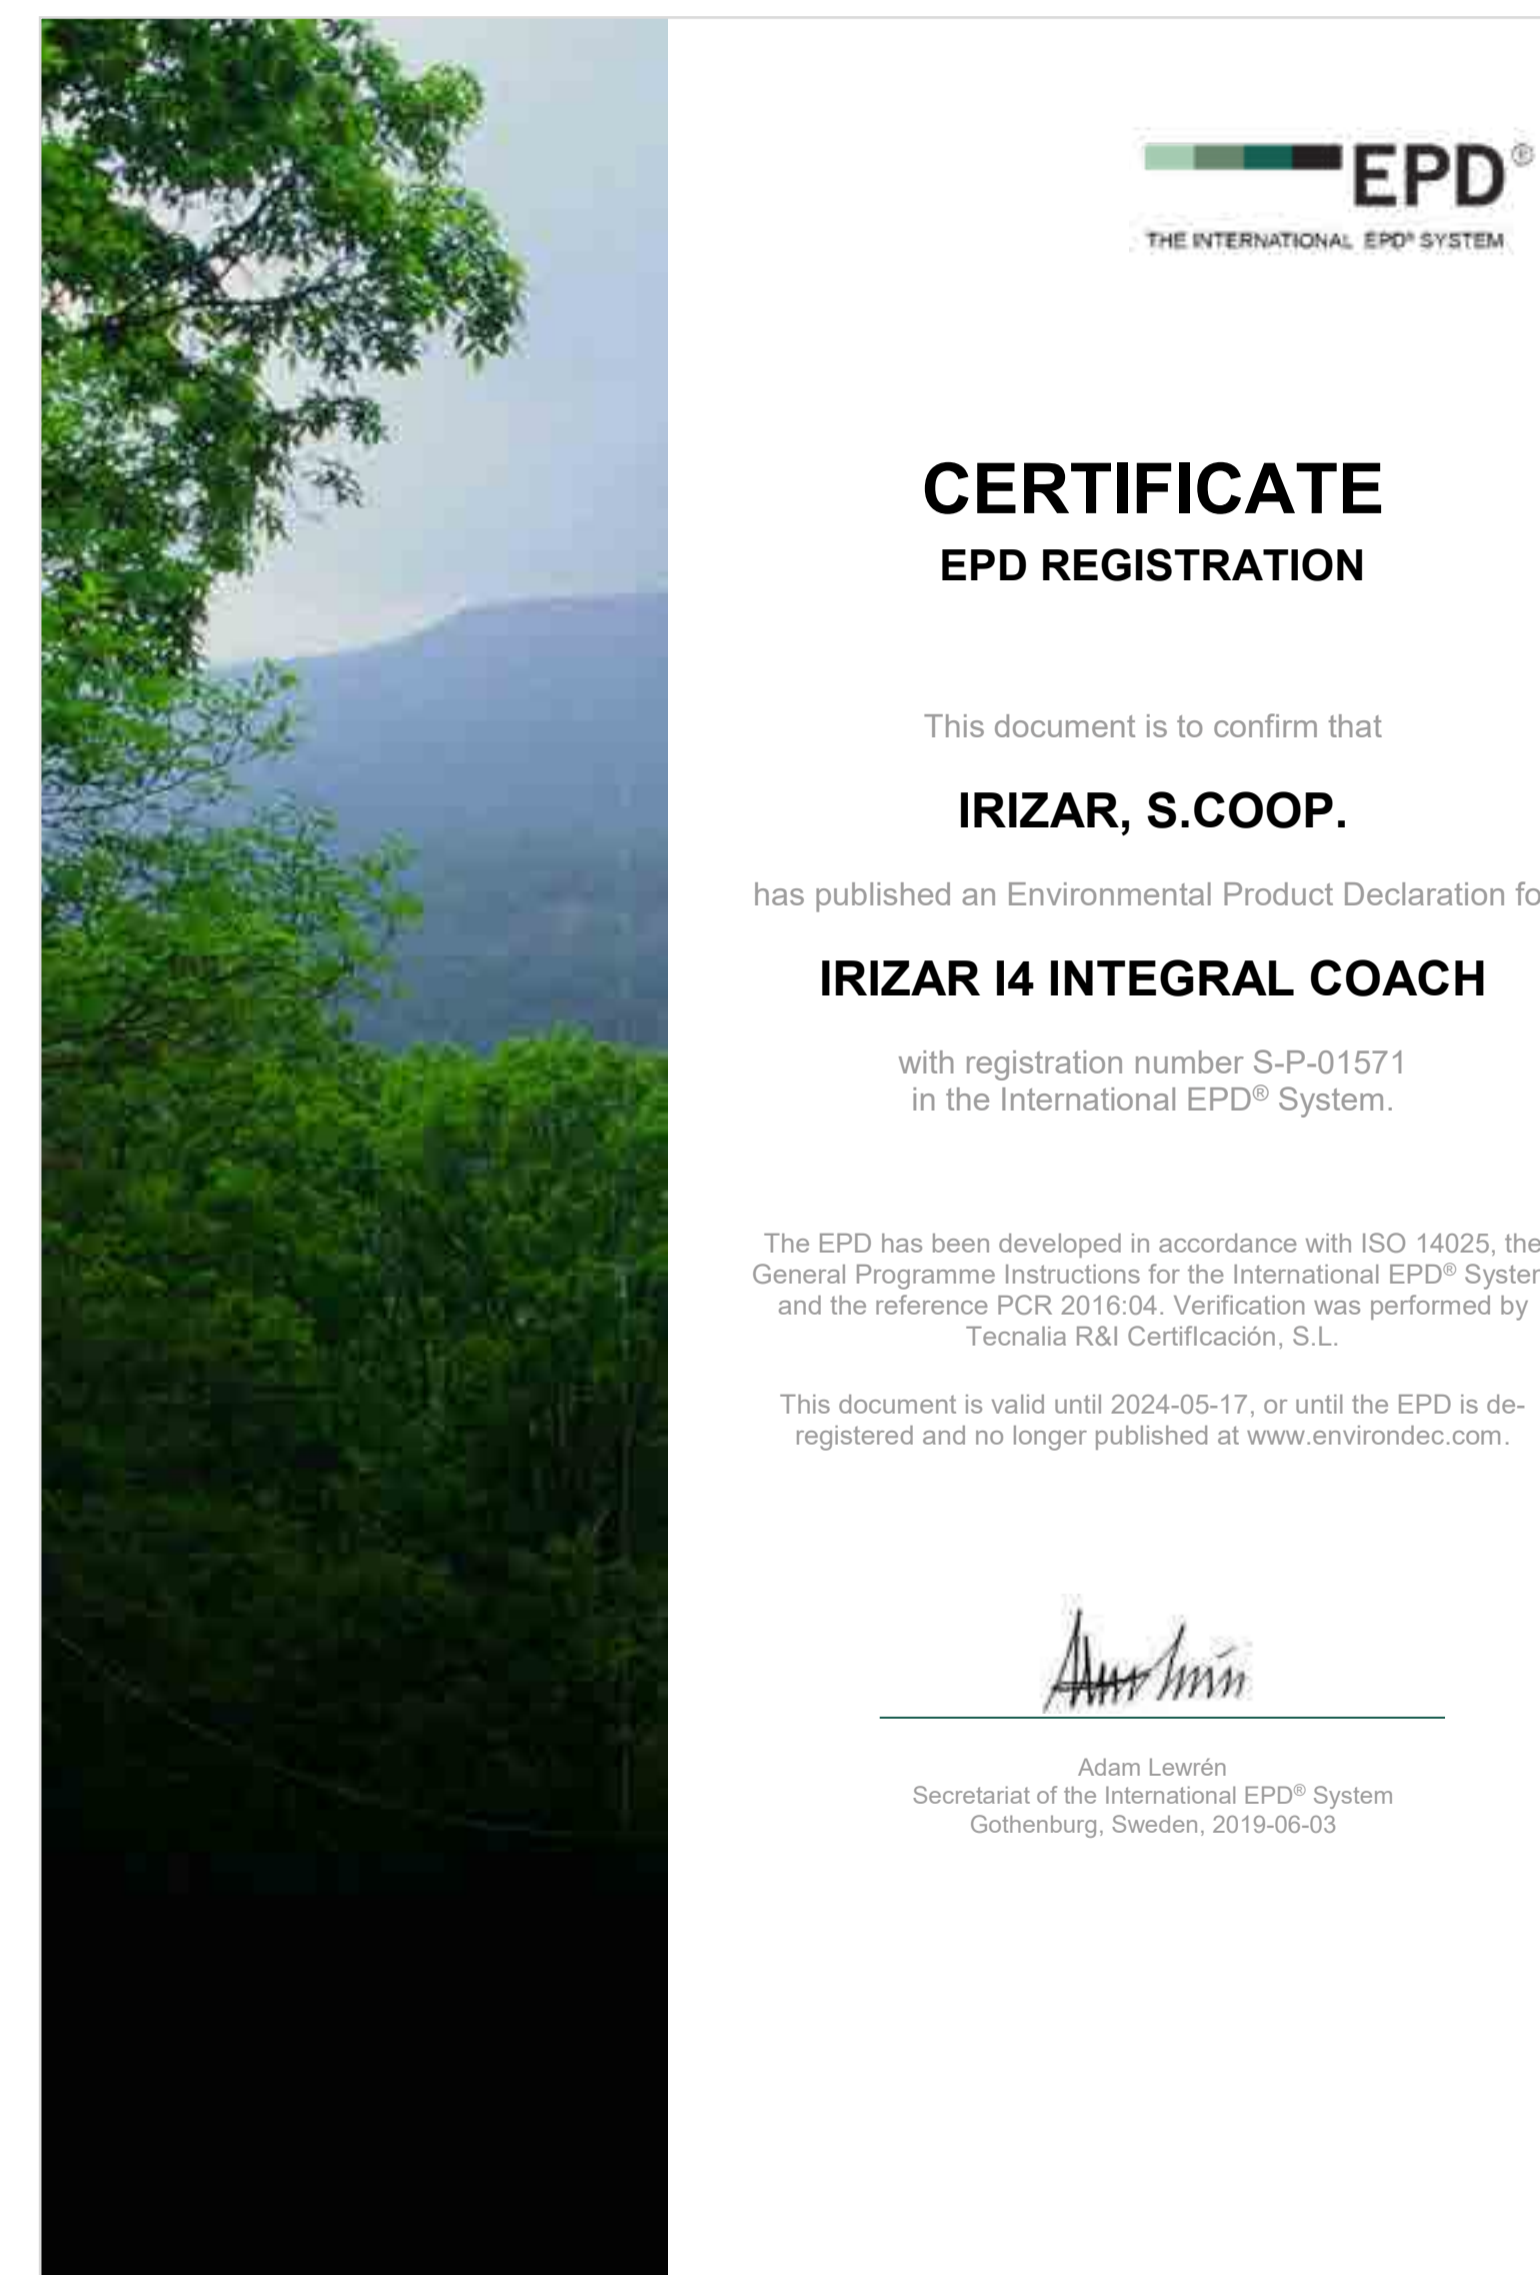 EPD®
THE INTERNATIONAL EPD® SYSTEM
CERTIFICATE
EPD REGISTRATION
This document is to confirm that
IRIZAR, S.COOP.
has published an Environmental Product Declaration fo
IRIZAR I4 INTEGRAL COACH
with registration number S-P-01571
in the International EPD® System.
The EPD has been developed in accordance with ISO 14025, the
General Programme Instructions for the International EPD® System
and the reference PCR 2016:04. Verification was performed by
Tecnalia R&I Certiflcación, S.L.
This document is valid until 2024-05-17, or until the EPD is de-
registered and no longer published at www.environdec.com.
Adam Lewrén
Secretariat of the International EPD® System
Gothenburg, Sweden, 2019-06-03